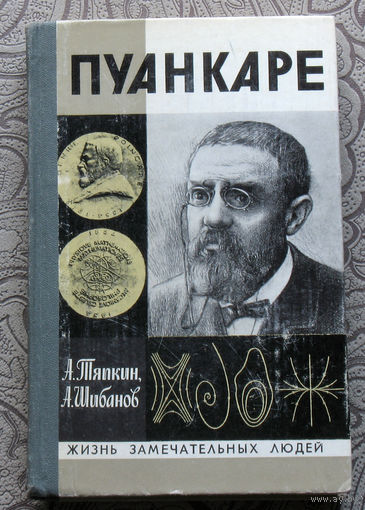 ПУАНКАРЕ
А. Тяпкин,
А. Шибанов
ЖИЗНЬ ЗАМЕЧАТЕЛЬНЫХ ЛЮДЕЙ